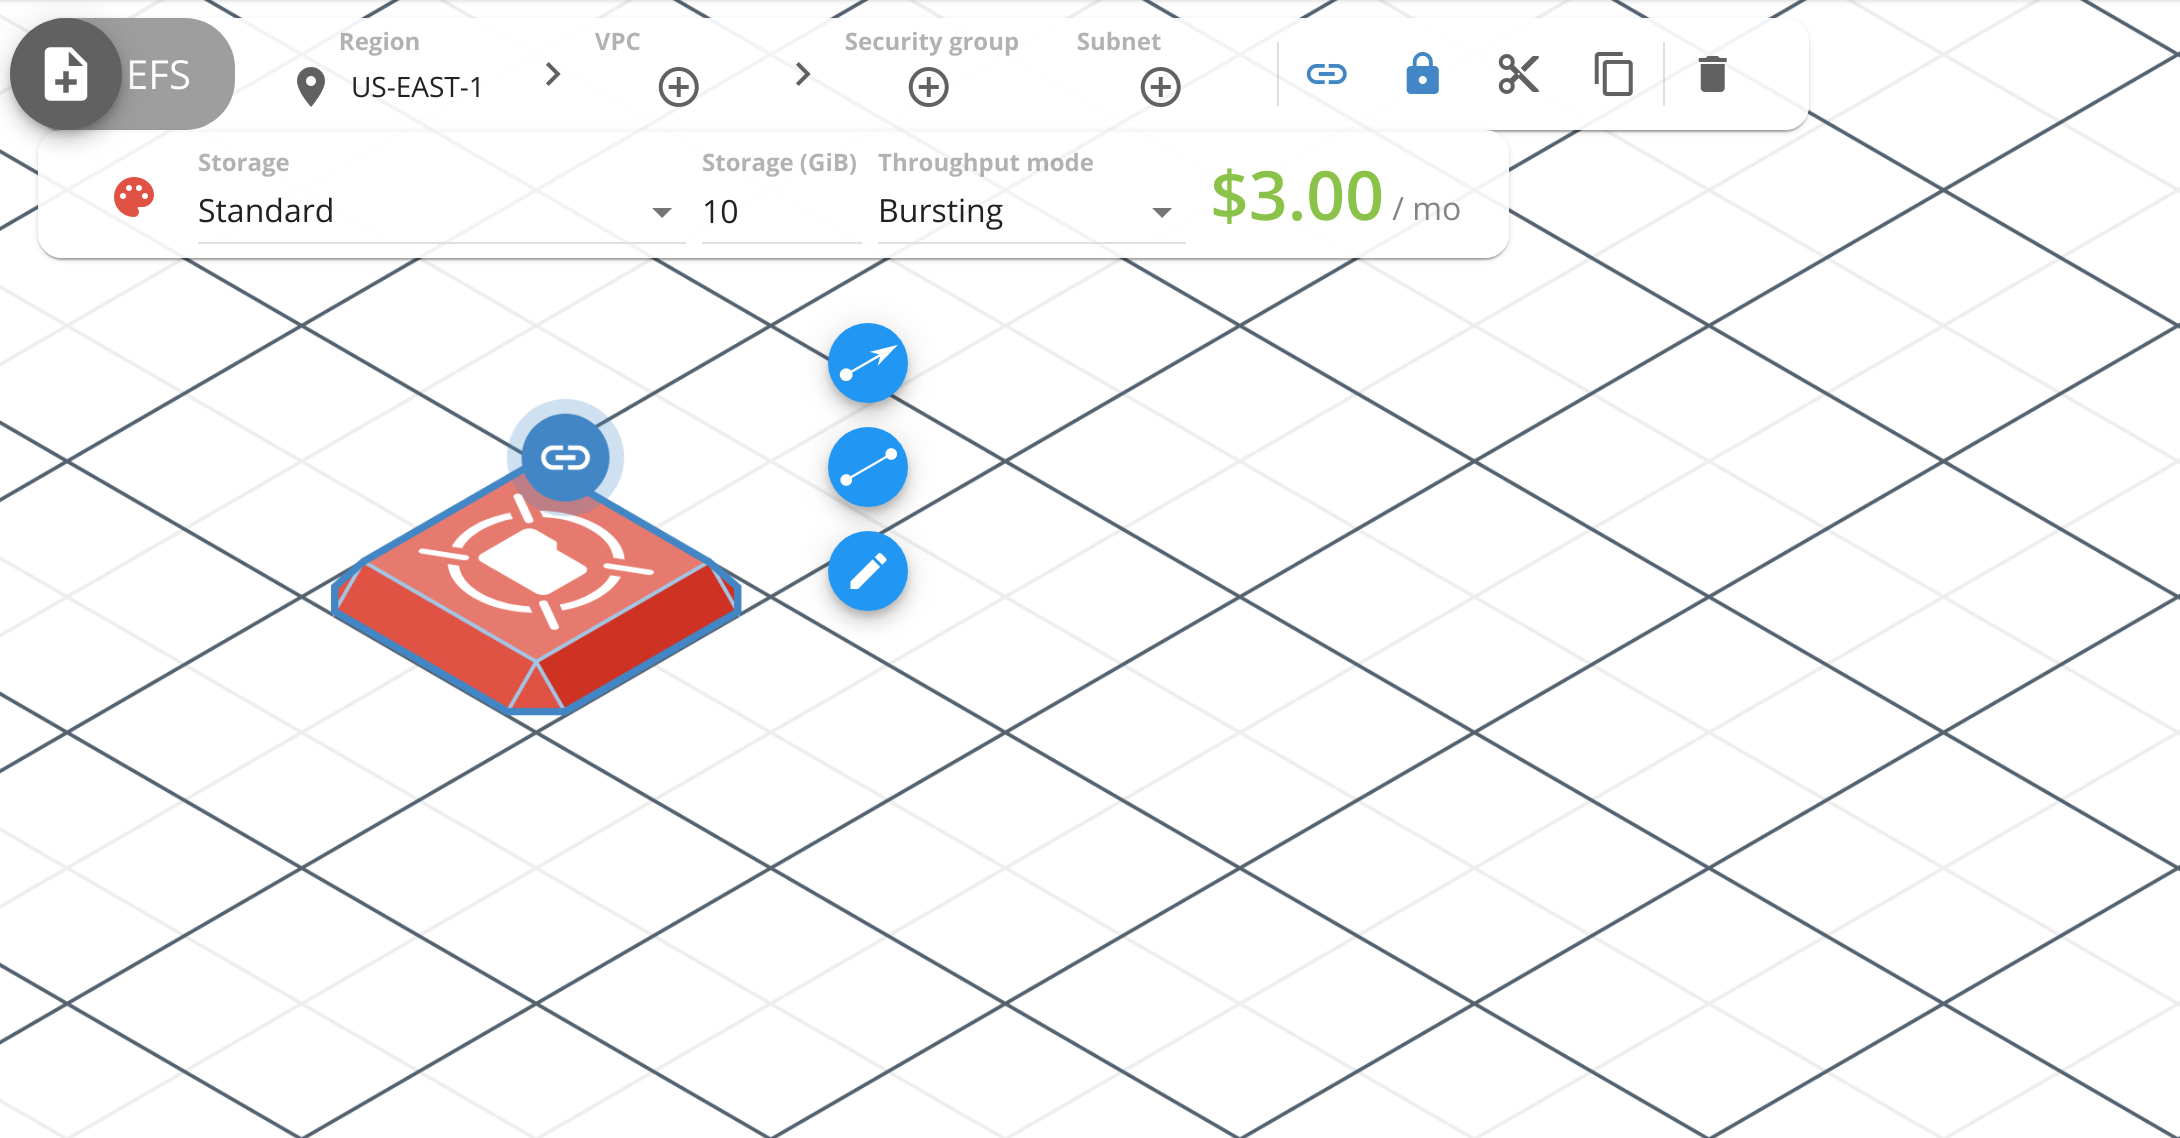 EFS
Region
US-EAST-1
VPC
Security group
Subnet
Storage
Standard
Storage (GiB)
10
Throughput mode
Bursting
$3.00 / mo